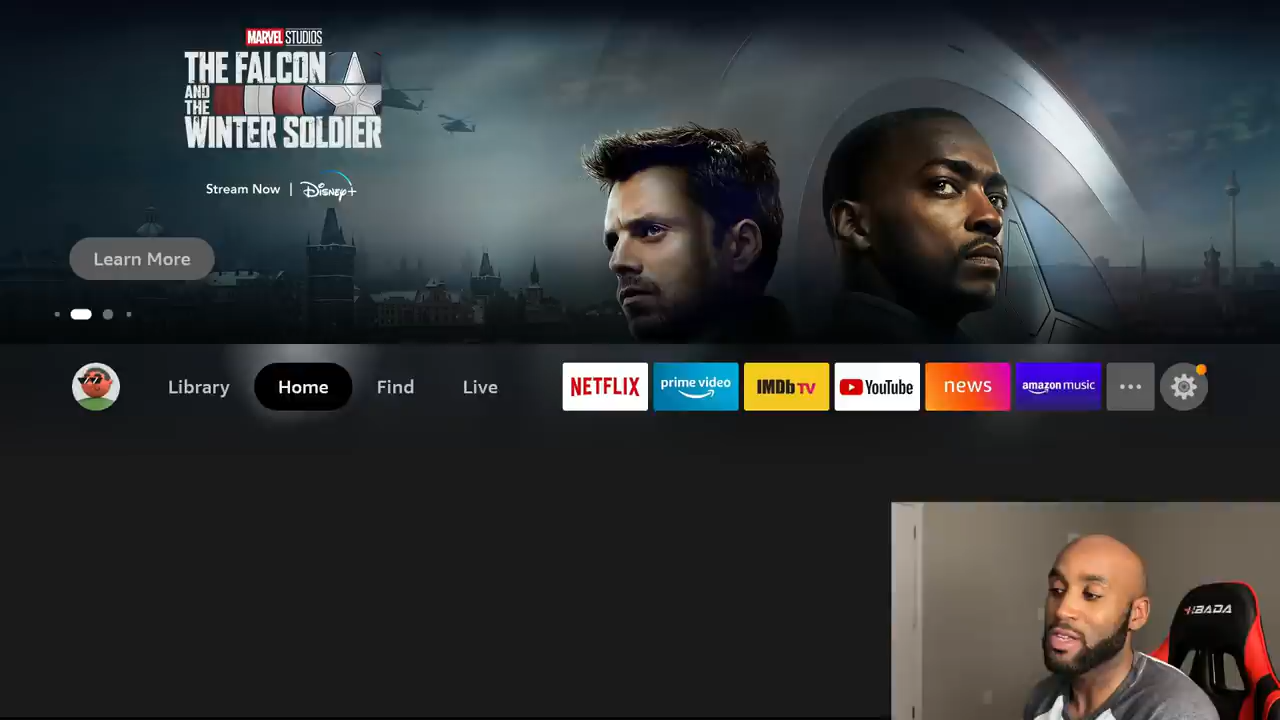 MARVEL STUDIOS
THE FALCON
AND THE
WINTER SOLDIER
Stream Now | Disney+
Learn More
Library
Home
Find
Live
NETFLIX
prime video
IMDb TV
YouTube
news
amazon music
HBADA